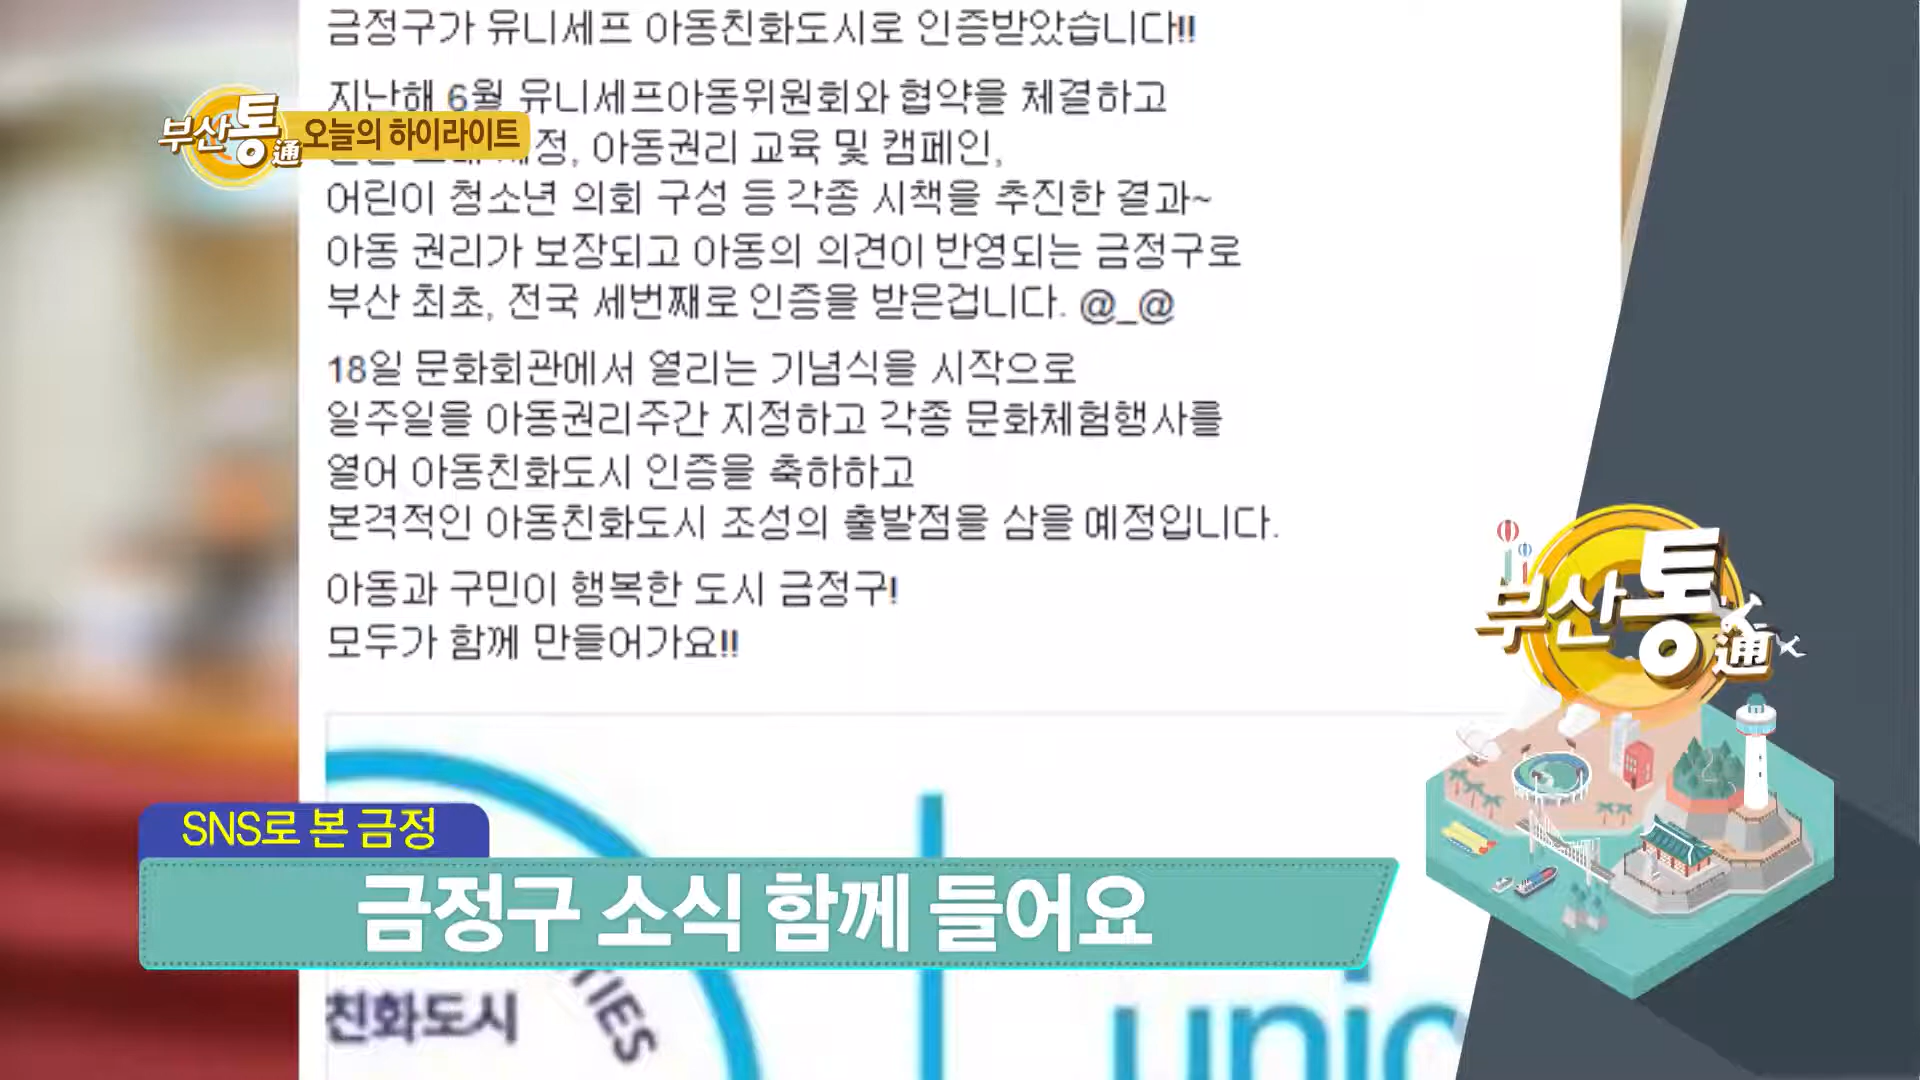 금정구가 유니세프 아동친화도시로 인증받았습니다!!
지난해 6월 유니세프아동위원회와 협약을 체결하고
정, 아동권리 교육 및 캠페인,
어린이 청소년 의회 구성 등 각종 시책을 추진한 결과~
아동 권리가 보장되고 아동의 의견이 반영되는 금정구로
부산 최초, 전국 세번째로 인증을 받은겁니다. @_@
18일 문화회관에서 열리는 기념식을 시작으로
일주일을 아동권리주간 지정하고 각종 문화체험행사를
열어 아동친화도시 인증을 축하하고
본격적인 아동친화도시 조성의 출발점을 삼을 예정입니다.
아동과 구민이 행복한 도시 금정구!
모두가 함께 만들어가요!!
부산통通 오늘의 하이라이트
부산통通
SNS로 본 금정
금정구 소식 함께 들어요
친화도시
TIES
unic